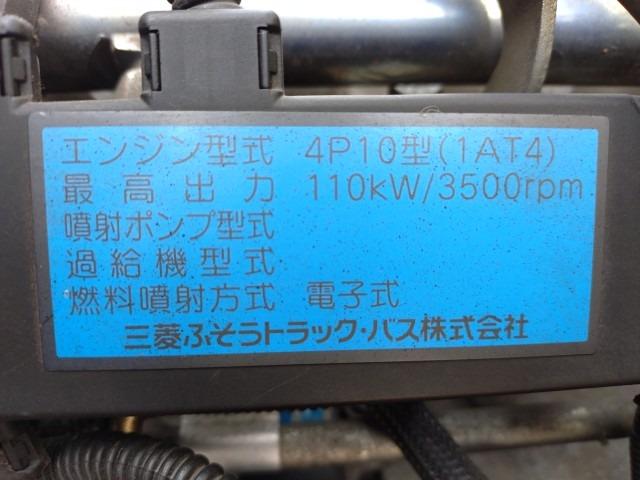 エンジン型式 4P10型(1AT4)
最高出力 110kW/3500rpm
噴射ポンプ型式
過給機型式
燃料噴射方式 電子式
三菱ふそうトラック・バス株式会社